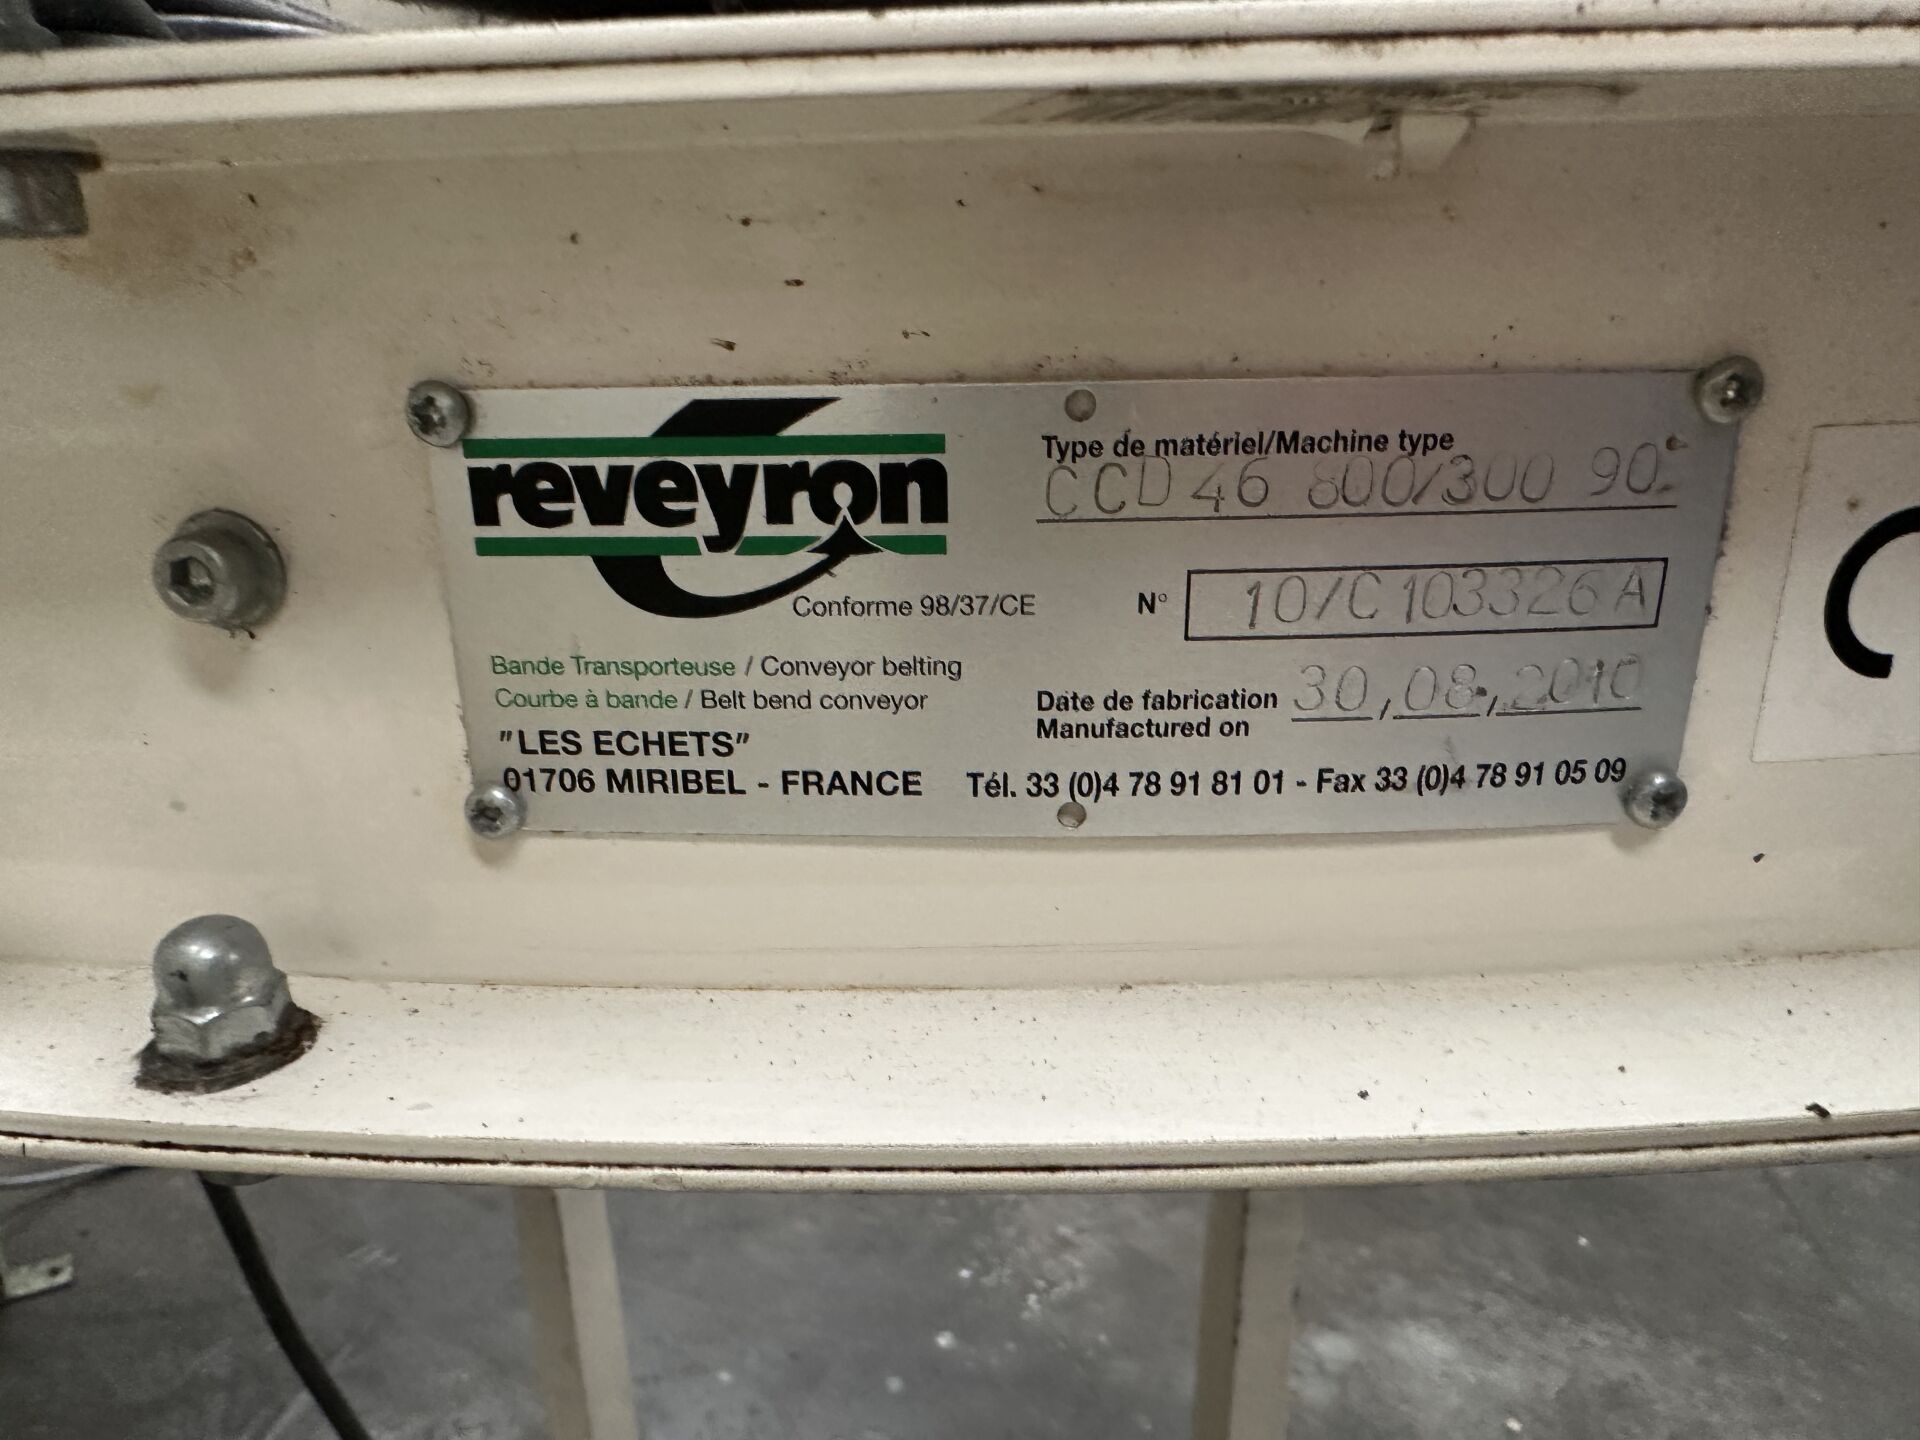 reveyron
Conforme 98/37/CE
Bande Transporteuse / Conveyor belting
Courbe à bande / Belt bend conveyor
"LES ECHETS"
01706 MIRIBEL - FRANCE
Type de matériel/Machine type
CCD 46 800/300 90°
N° 10/C103326A
Date de fabrication 30,08,2010
Manufactured on
Tél. 33 (0)4 78 91 81 01 - Fax 33 (0)4 78 91 05 09